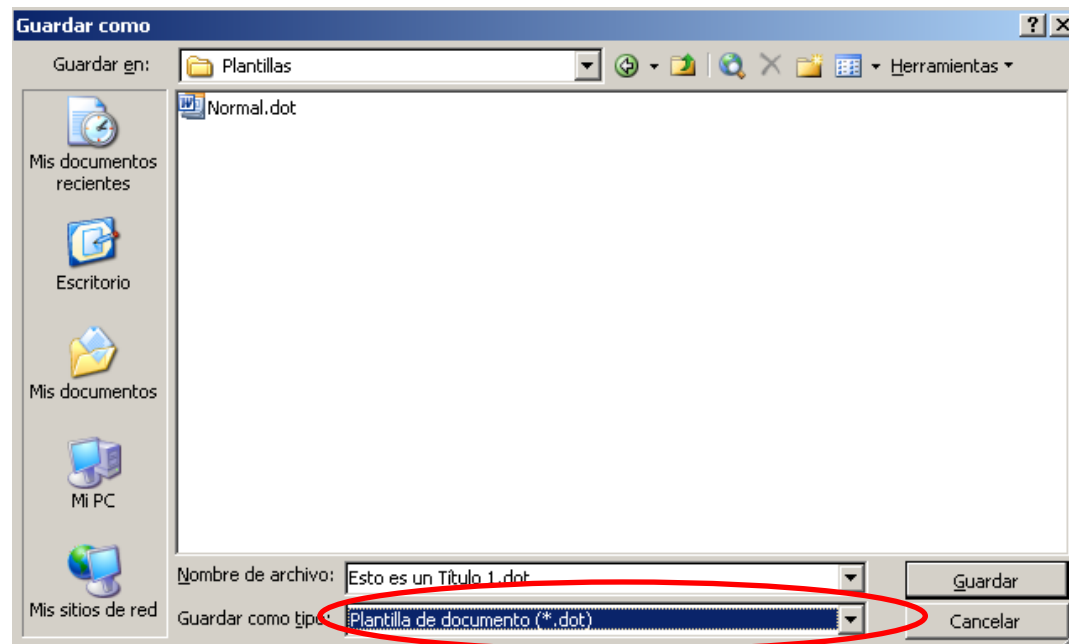 Guardar como
Guardar en:
Plantillas
Herramientas
Normal.dot
Mis documentos
recientes
Escritorio
Mis documentos
Mi PC
Mis sitios de red
Nombre de archivo:
Esto es un Título 1.dot
Guardar
Guardar como tipo:
Plantilla de documento (*.dot)
Cancelar